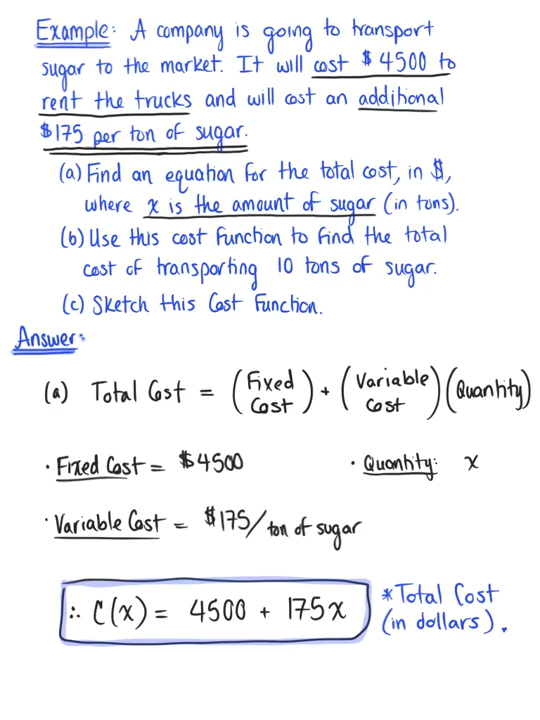 Example: A company is going to transport
sugar to the market. It will cost $4500 to
rent the trucks and will cost an additional
$175 per ton of sugar.
(a) Find an equation for the total cost, in $,
where x is the amount of sugar (in tons).
(b) Use this cost function to find the total
cost of transporting 10 tons of sugar.
(c) Sketch this Cost Function.
Answer:
(a) Total Cost = (Fixed Cost) + (Variable Cost)(Quantity)
· Fixed Cost = $4500 · Quantity: x
· Variable Cost = $175/ton of sugar
∴ C(x) = 4500 + 175x
*Total Cost
(in dollars).